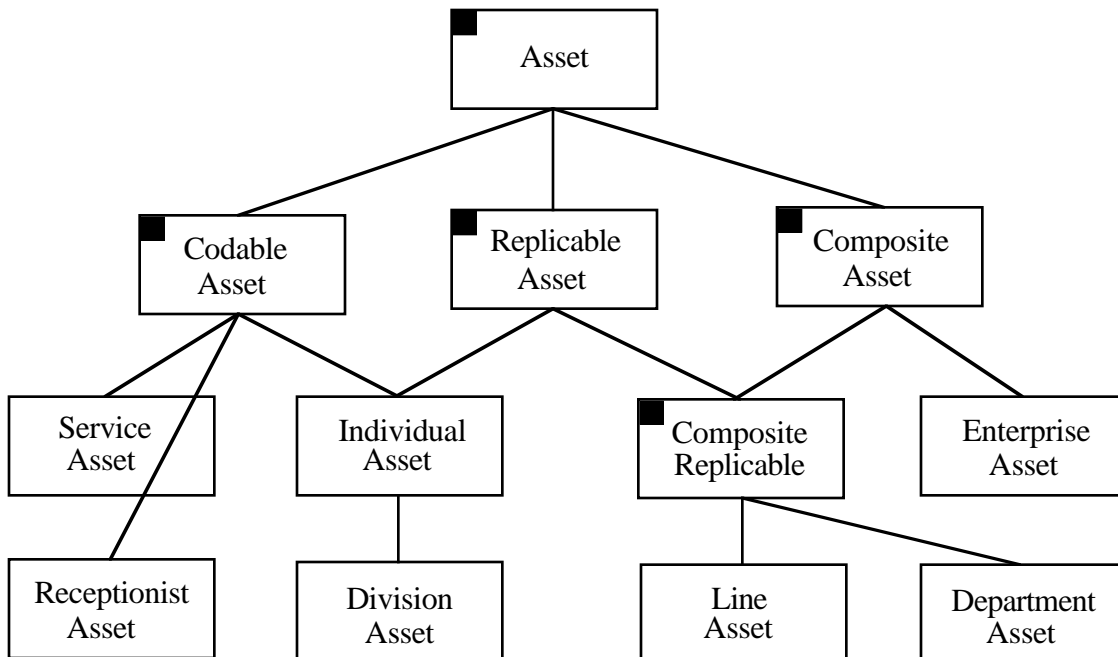 Asset
Codable
Asset
Replicable
Asset
Composite
Asset
Service
Asset
Individual
Asset
Composite
Replicable
Enterprise
Asset
Receptionist
Asset
Division
Asset
Line
Asset
Department
Asset